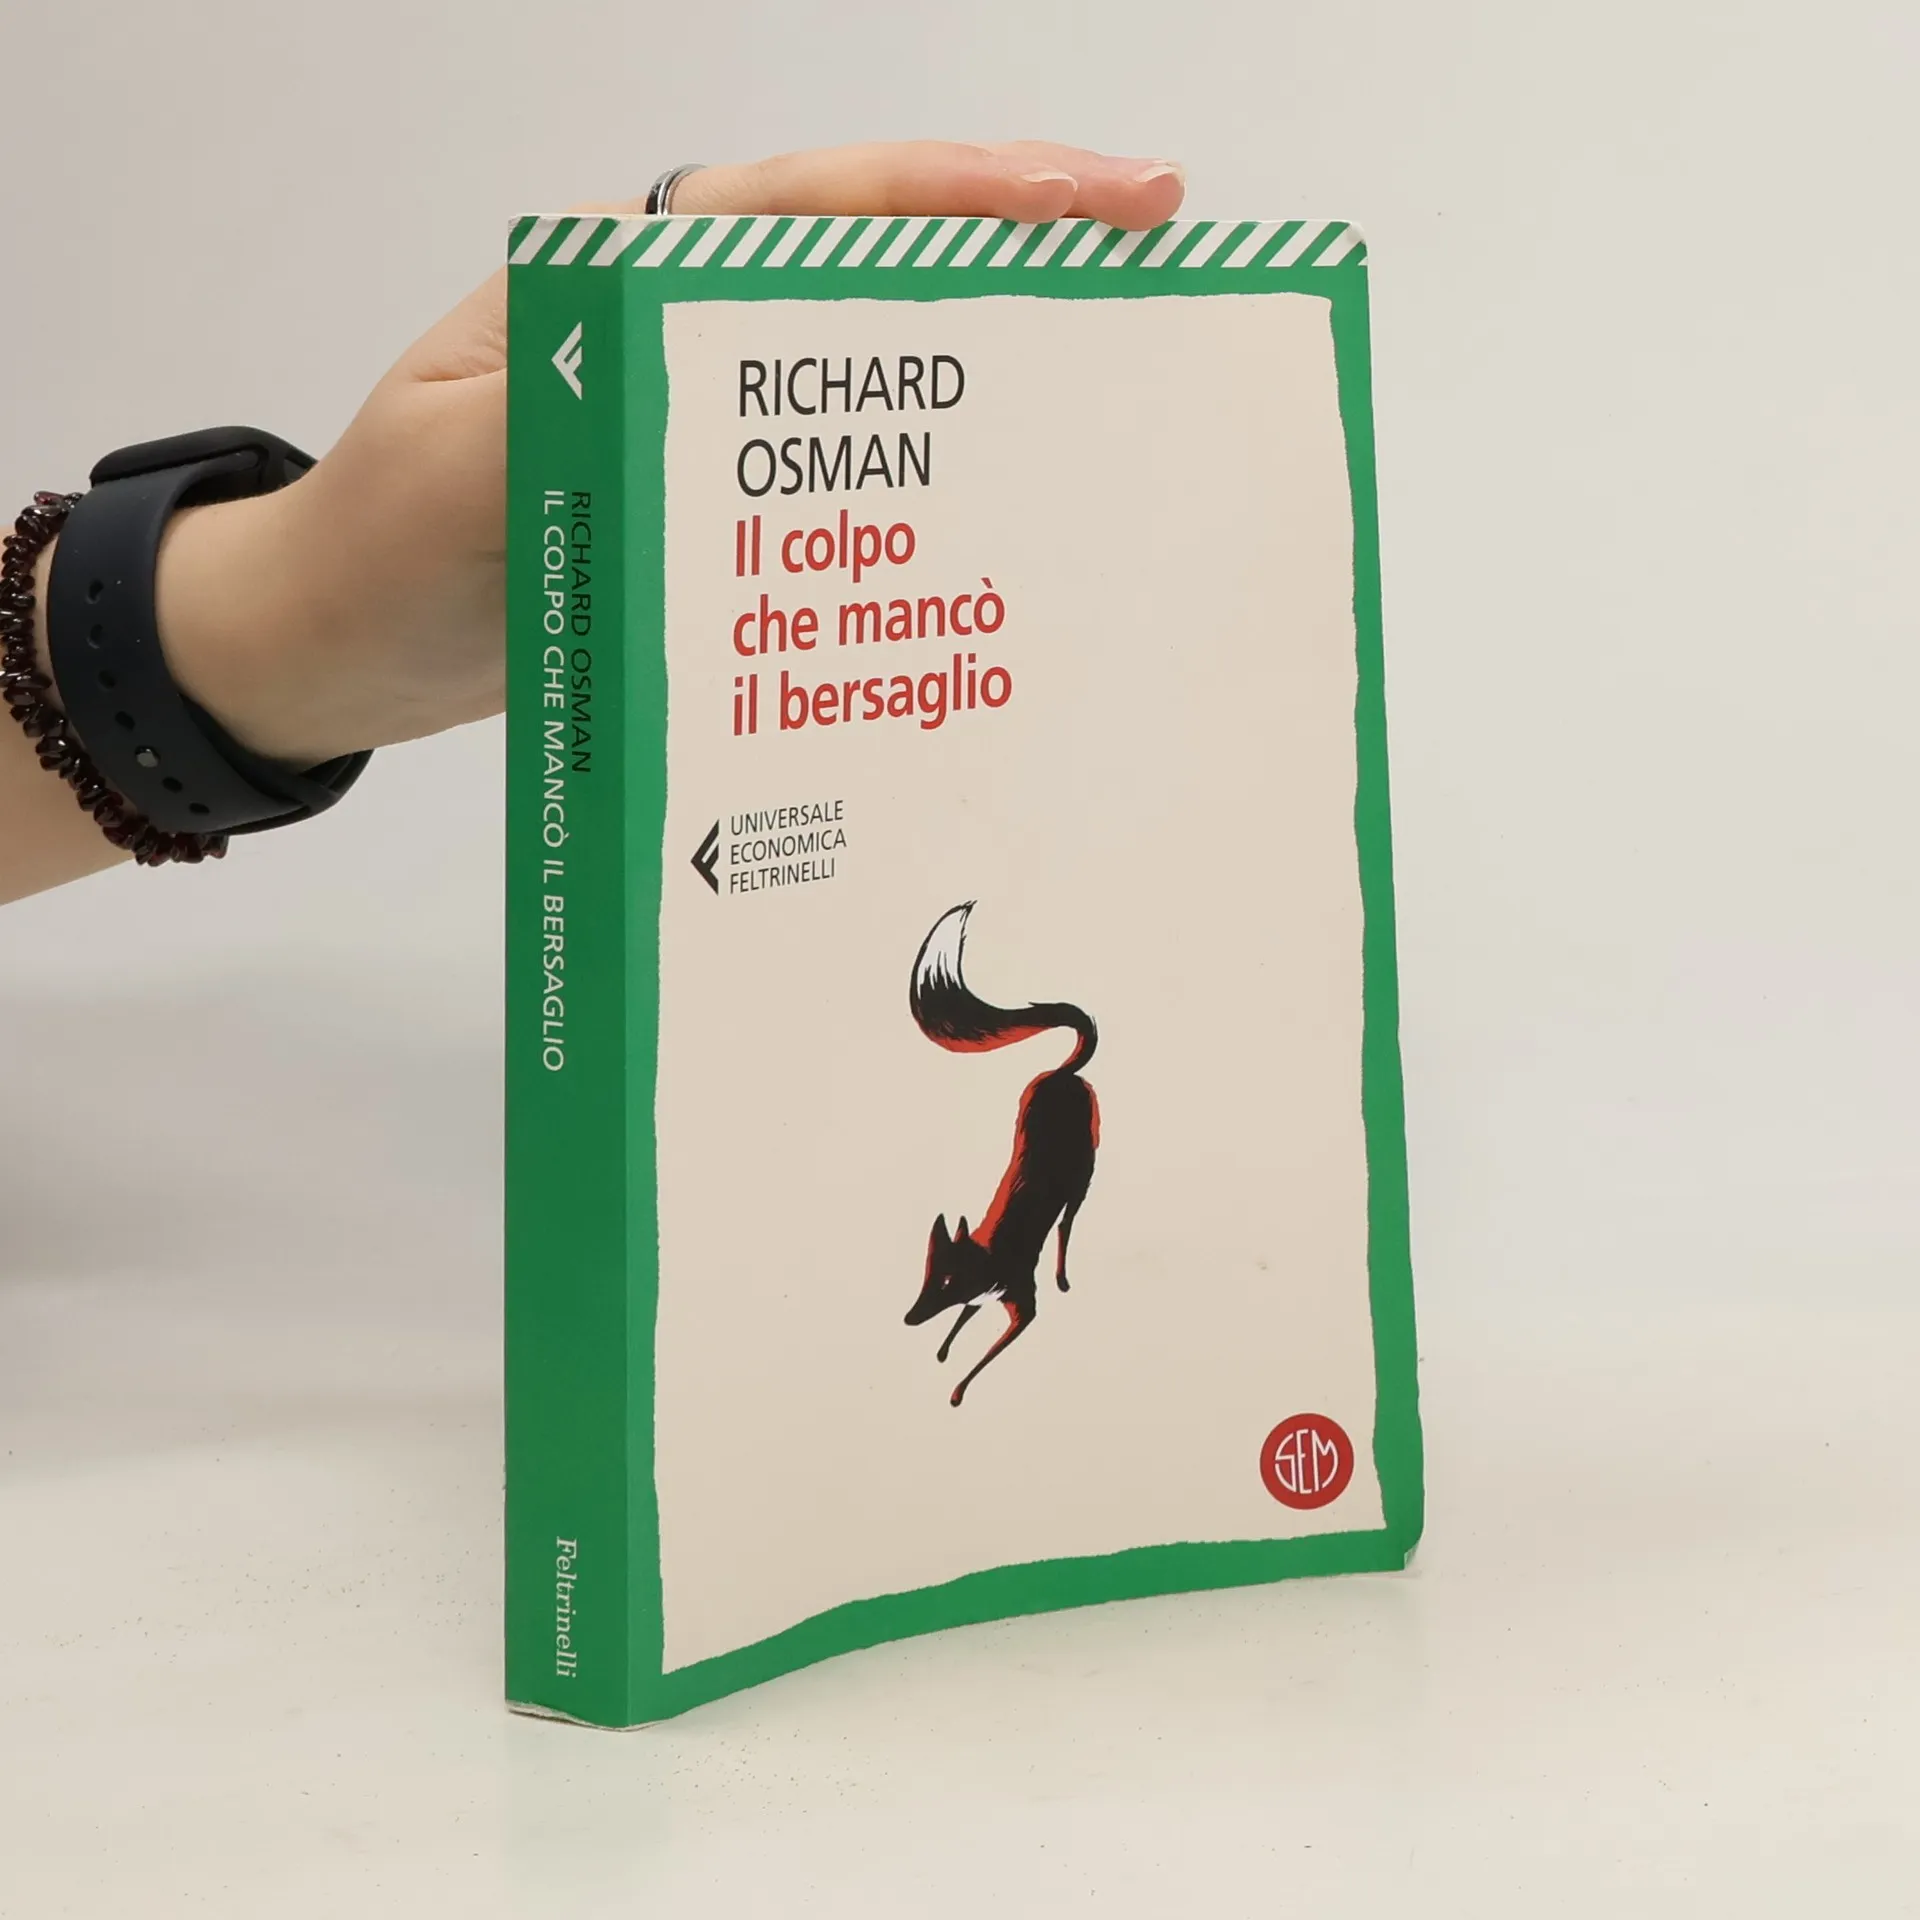 RICHARD
OSMAN
Il colpo
che mancò
il bersaglio
UNIVERSALE
ECONOMICA
FELTRINELLI
SEM
RICHARD OSMAN
IL COLPO CHE MANCÒ IL BERSAGLIO
Feltrinelli